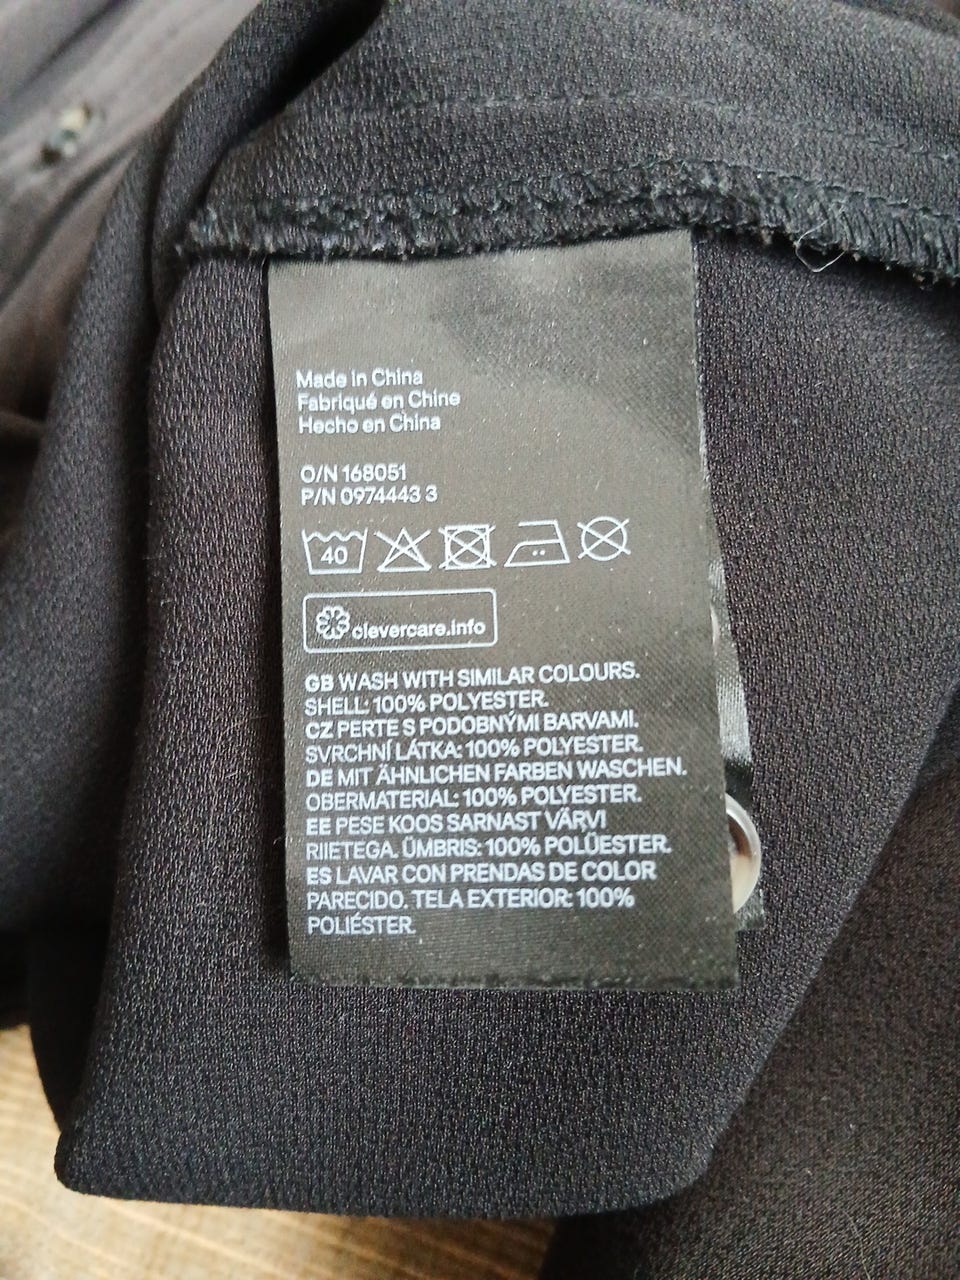 Made in China
Fabriqué en Chine
Hecho en China
O/N 168051
P/N 0974443 3
40
clevercare.info
GB WASH WITH SIMILAR COLOURS.
SHELL: 100% POLYESTER.
CZ PERTE S PODOBNÝMI BARVAMI.
SVRCHNÍ LÁTKA: 100% POLYESTER.
DE MIT ÄHNLICHEN FARBEN WASCHEN.
OBERMATERIAL: 100% POLYESTER.
EE PESE KOOS SARNAST VÄRVI
RIIETEGA. ÜMBRIS: 100% POLÜESTER.
ES LAVAR CON PRENDAS DE COLOR
PARECIDO. TELA EXTERIOR: 100%
POLIÉSTER.